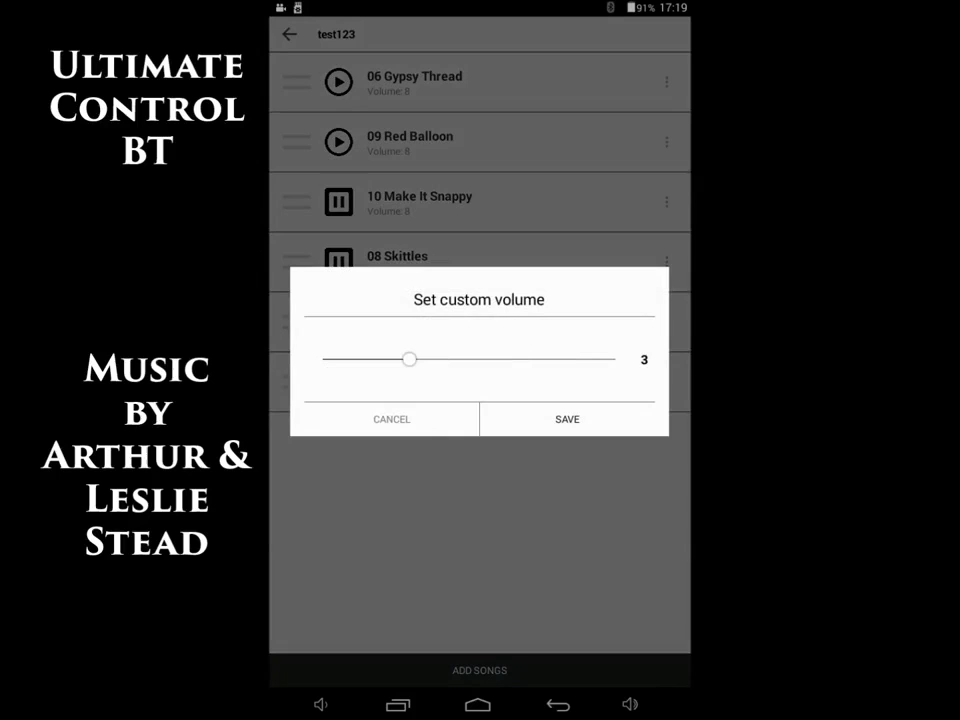 ULTIMATE
CONTROL
BT
MUSIC
BY
ARTHUR &
LESLIE
STEAD
91% 17:19
test123
06 Gypsy Thread
Volume: 8
09 Red Balloon
Volume: 8
10 Make It Snappy
Volume: 8
08 Skittles
Set custom volume
3
CANCEL
SAVE
ADD SONGS